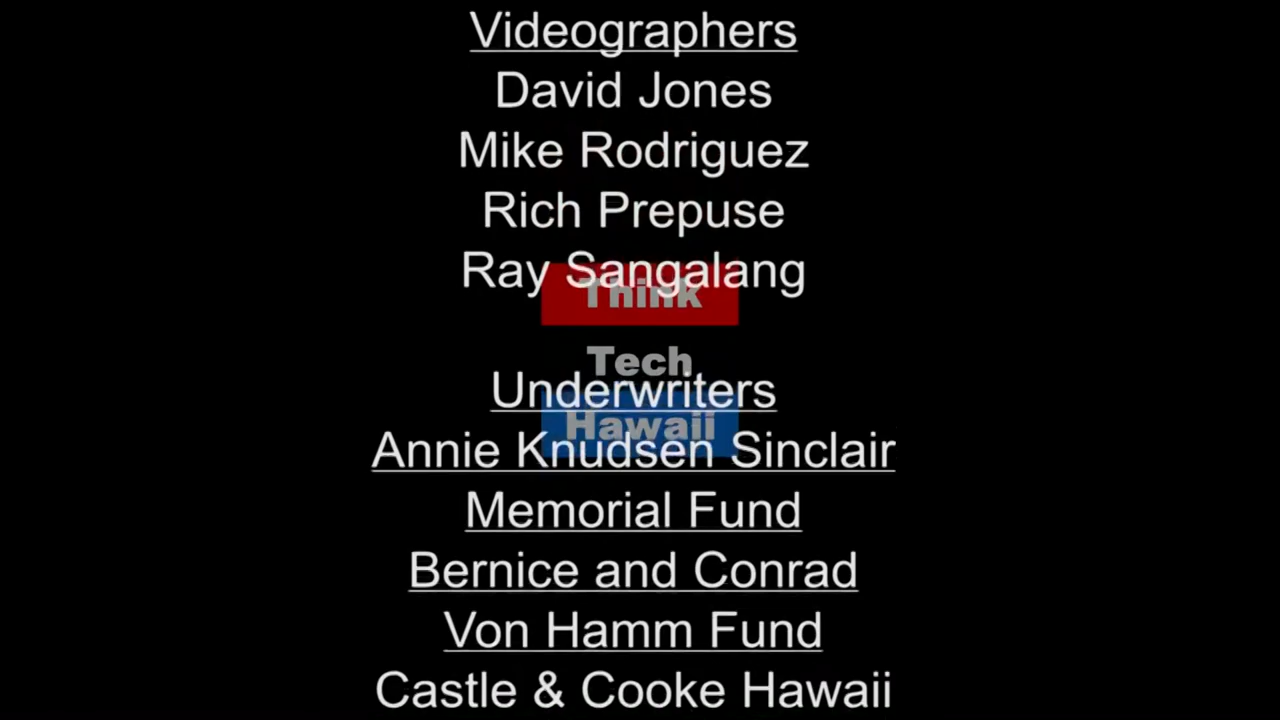 Videographers
David Jones
Mike Rodriguez
Rich Prepuse
Ray Sangalang
Think
Tech
Underwriters
Hawaii
Annie Knudsen Sinclair
Memorial Fund
Bernice and Conrad
Von Hamm Fund
Castle & Cooke Hawaii